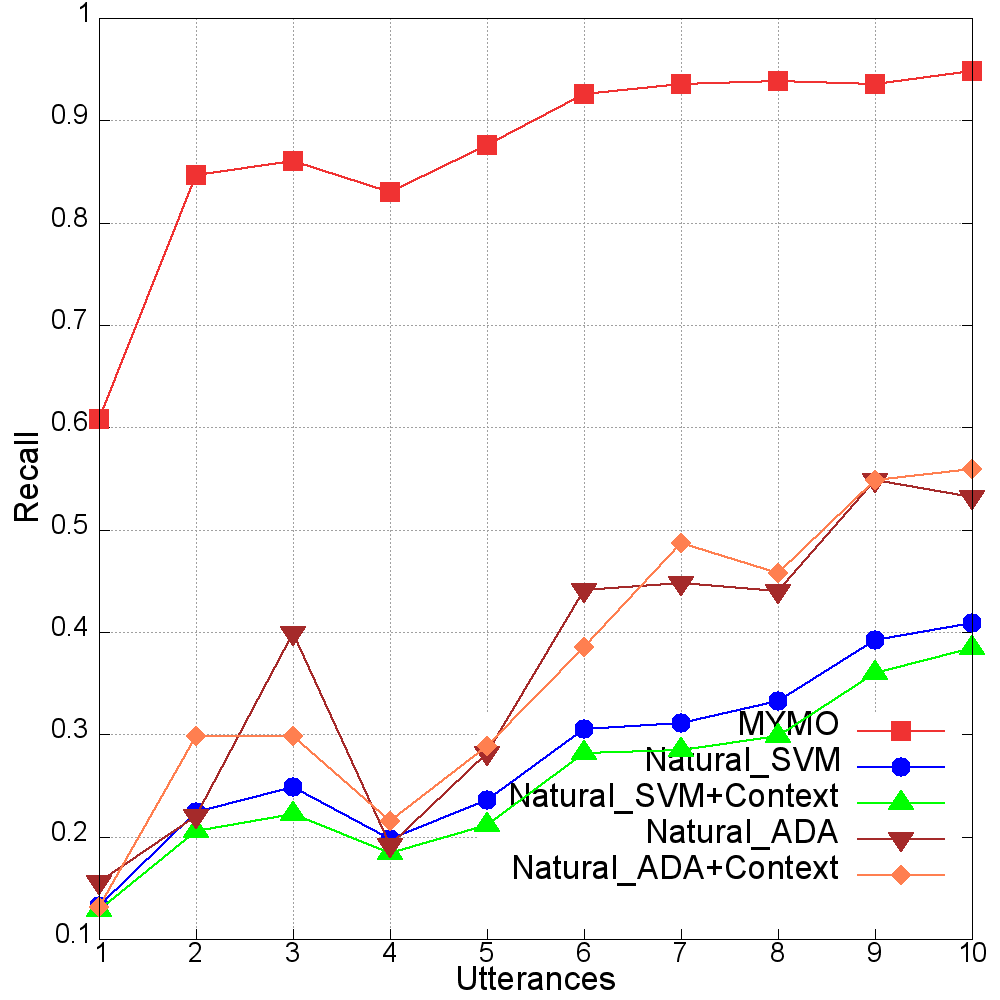 1
0.9
0.8
0.7
0.6
0.5
0.4
0.3
0.2
0.1
Recall
MYMO
Natural_SVM
Natural_SVM+Context
Natural_ADA
Natural_ADA+Context
1 2 3 4 5 6 7 8 9 10
Utterances